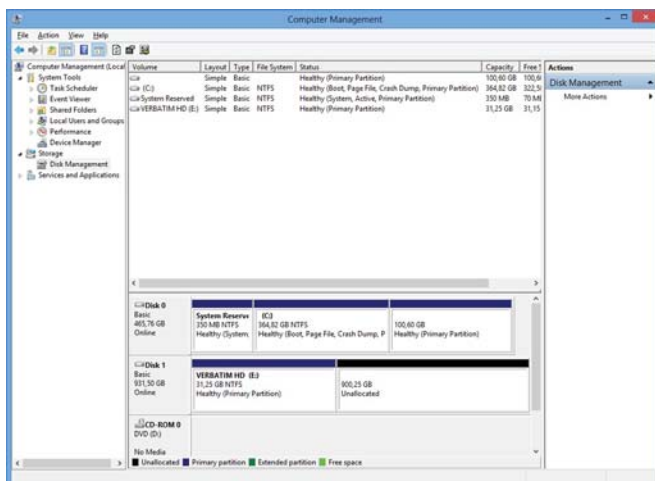 Computer Management
File Action View Help
Computer Management (Local
System Tools
Task Scheduler
Event Viewer
Shared Folders
Local Users and Groups
Performance
Device Manager
Storage
Disk Management
Services and Applications
Volume Layout Type File System Status Capacity Free S
Simple Basic Healthy (Primary Partition) 100,60 GB 100,6
(C:) Simple Basic NTFS Healthy (Boot, Page File, Crash Dump, Primary Partition) 364,82 GB 322,5
System Reserved Simple Basic NTFS Healthy (System, Active, Primary Partition) 350 MB 70 MB
VERBATIM HD (E:) Simple Basic NTFS Healthy (Primary Partition) 31,25 GB 31,15
Actions
Disk Management
More Actions
Disk 0
Basic
465,76 GB
Online
System Reserve
350 MB NTFS
Healthy (System,
(C:)
364,82 GB NTFS
Healthy (Boot, Page File, Crash Dump, P
100,60 GB
Healthy (Primary Partition)
Disk 1
Basic
931,50 GB
Online
VERBATIM HD (E:)
31,25 GB NTFS
Healthy (Primary Partition)
900,25 GB
Unallocated
CD-ROM 0
DVD (D:)
No Media
Unallocated Primary partition Extended partition Free space